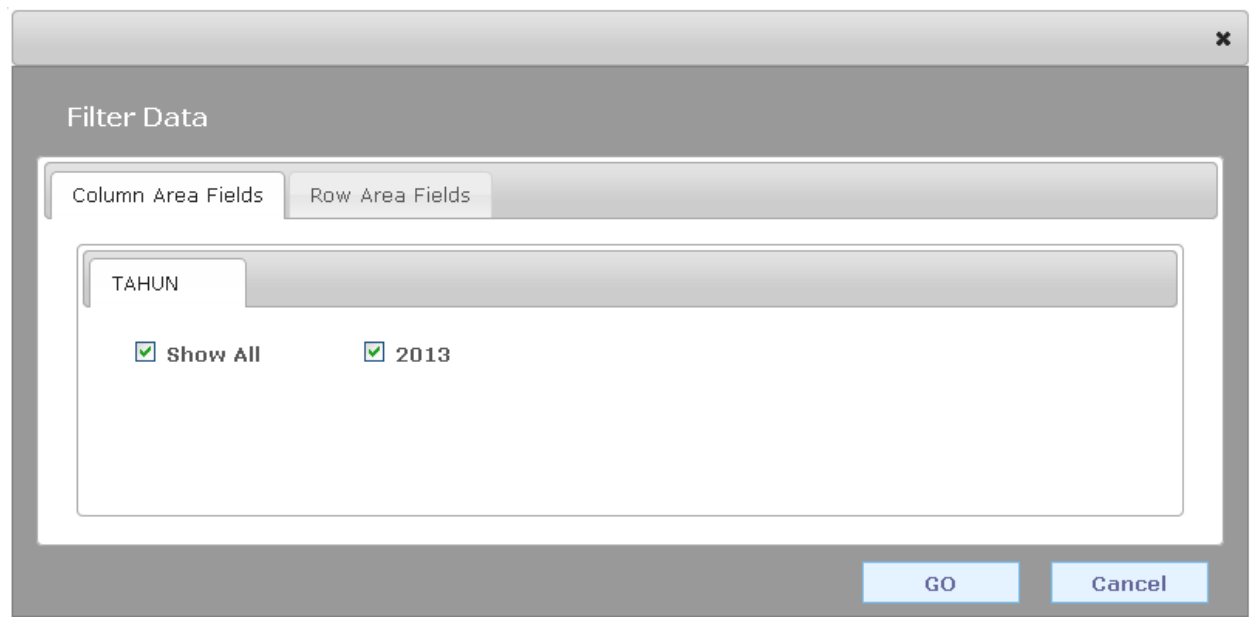 Filter Data
Column Area Fields Row Area Fields
TAHUN
Show All 2013
GO Cancel